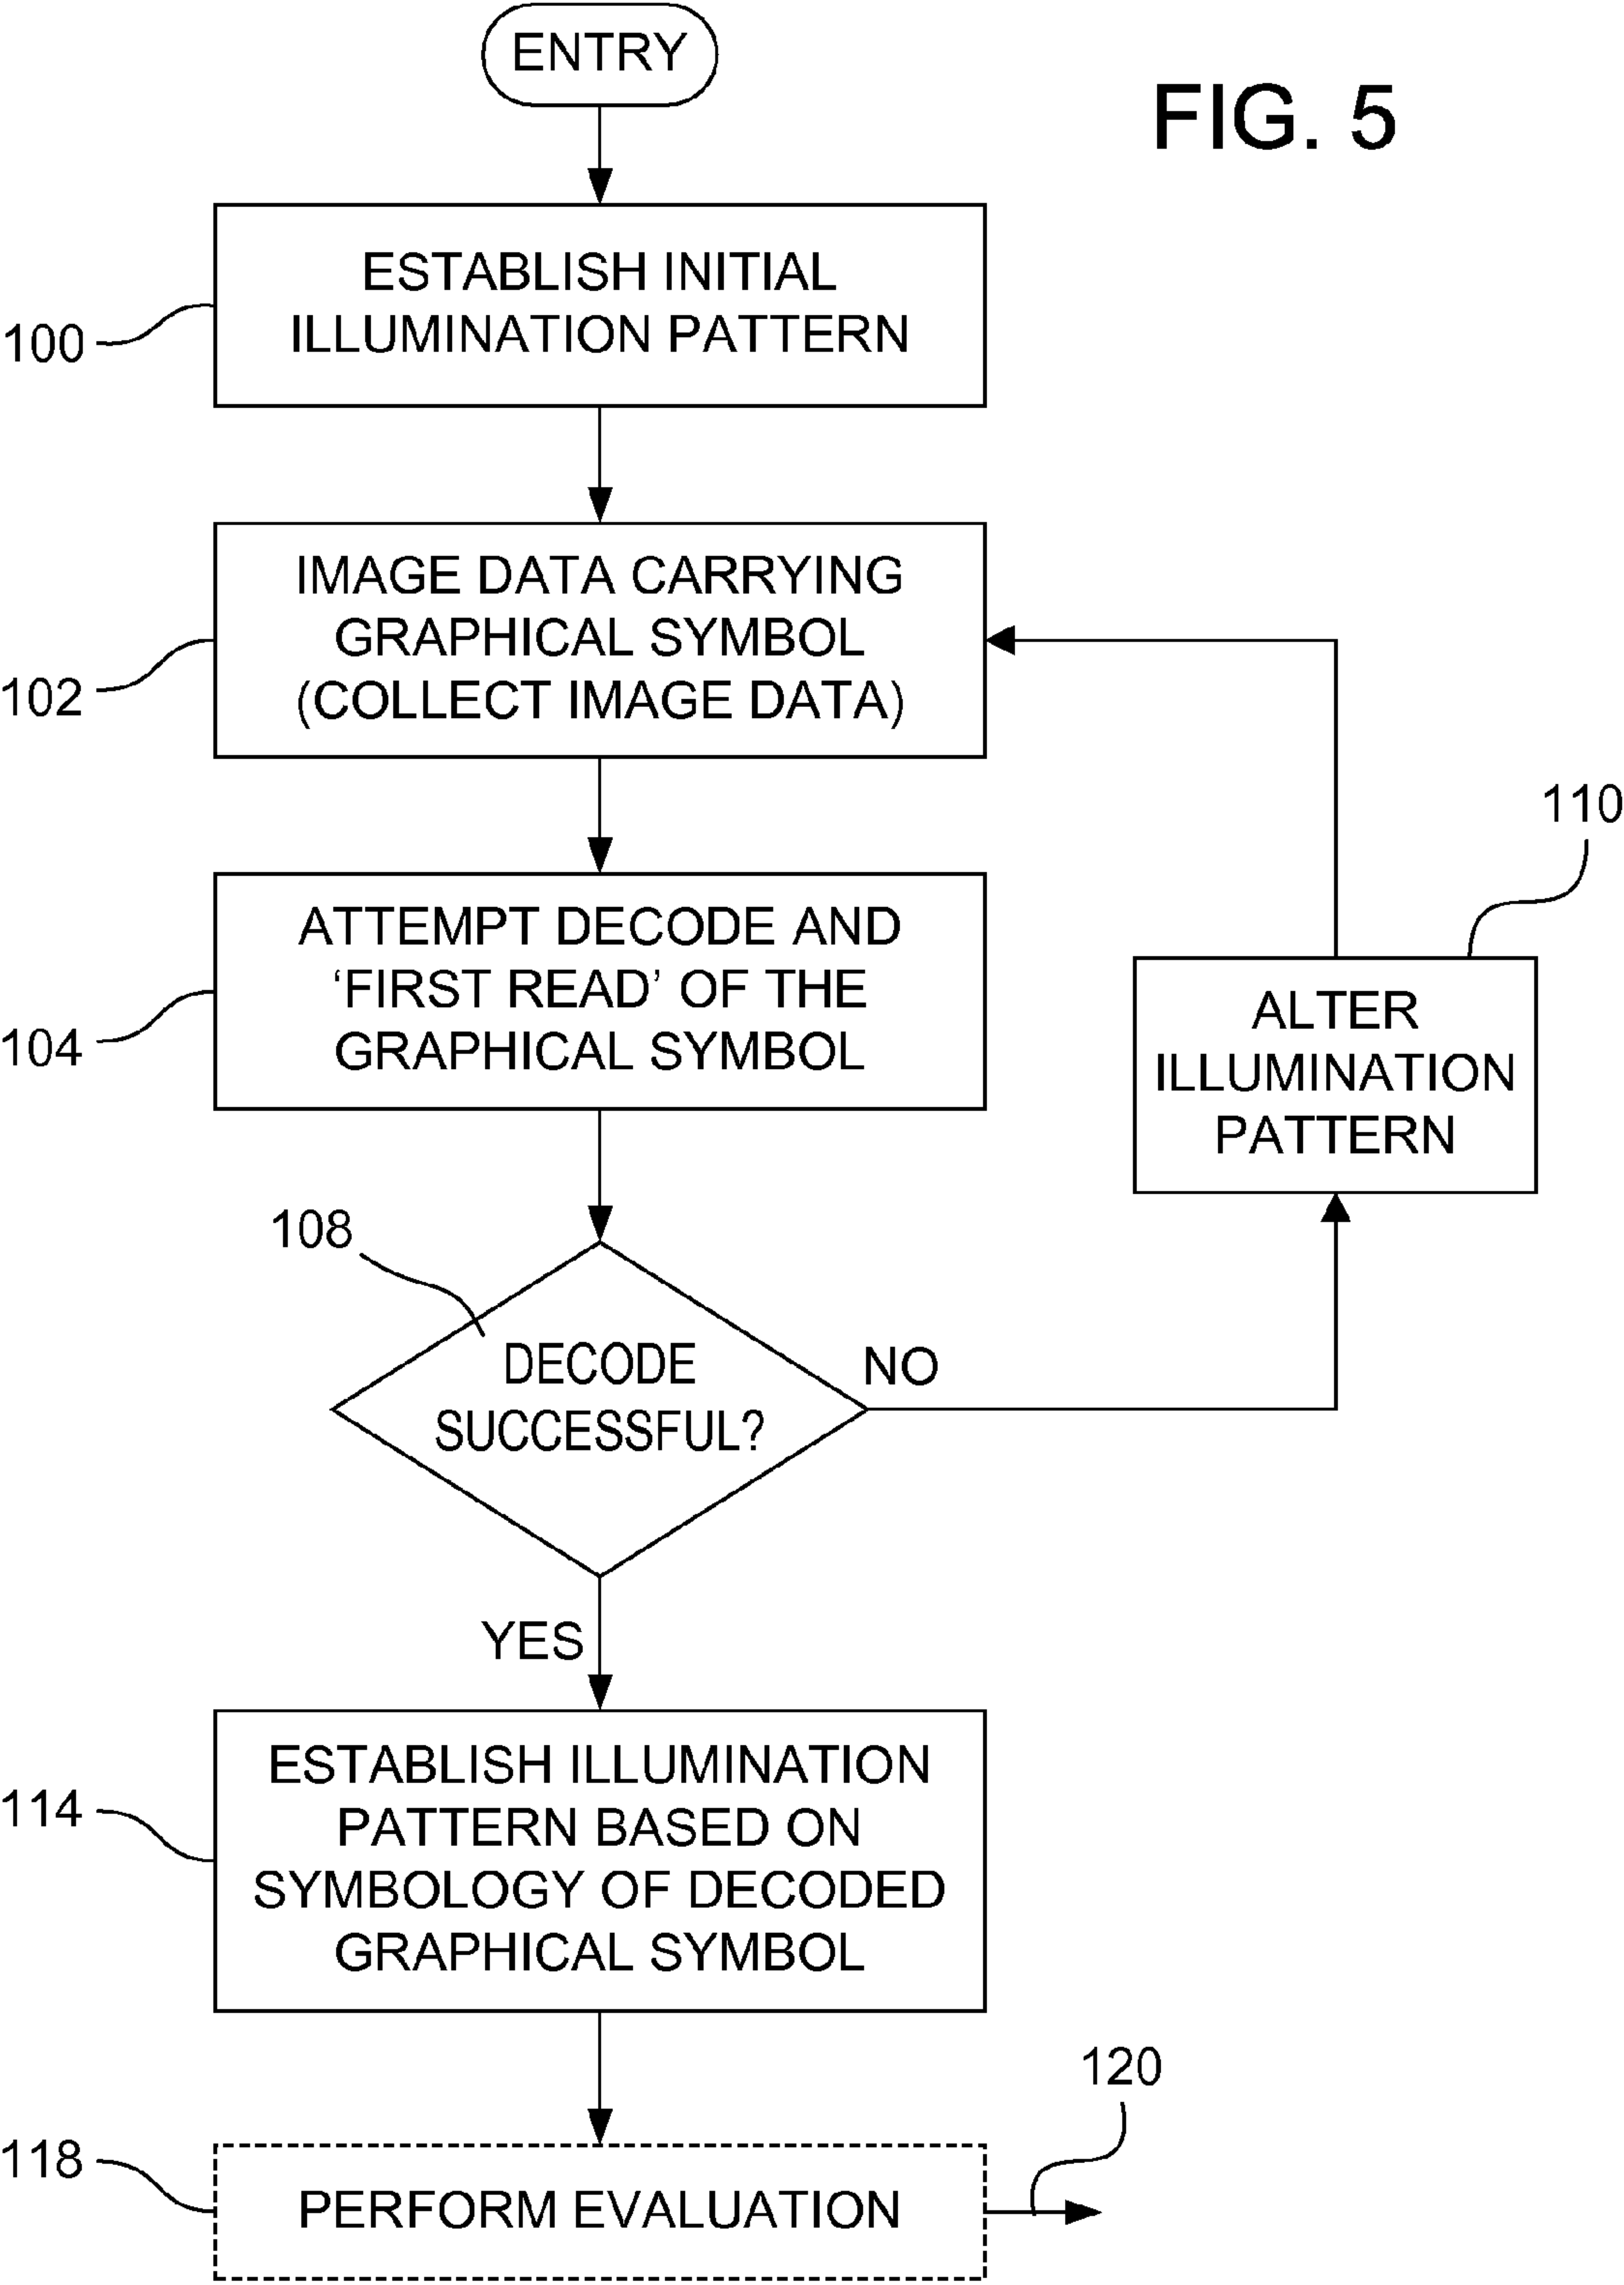 ENTRY
FIG. 5
ESTABLISH INITIAL
ILLUMINATION PATTERN
100
IMAGE DATA CARRYING
GRAPHICAL SYMBOL
(COLLECT IMAGE DATA)
102
110
ATTEMPT DECODE AND
‘FIRST READ’ OF THE
GRAPHICAL SYMBOL
104
ALTER
ILLUMINATION
PATTERN
108
DECODE
SUCCESSFUL?
NO
YES
ESTABLISH ILLUMINATION
PATTERN BASED ON
SYMBOLOGY OF DECODED
GRAPHICAL SYMBOL
114
120
118
PERFORM EVALUATION